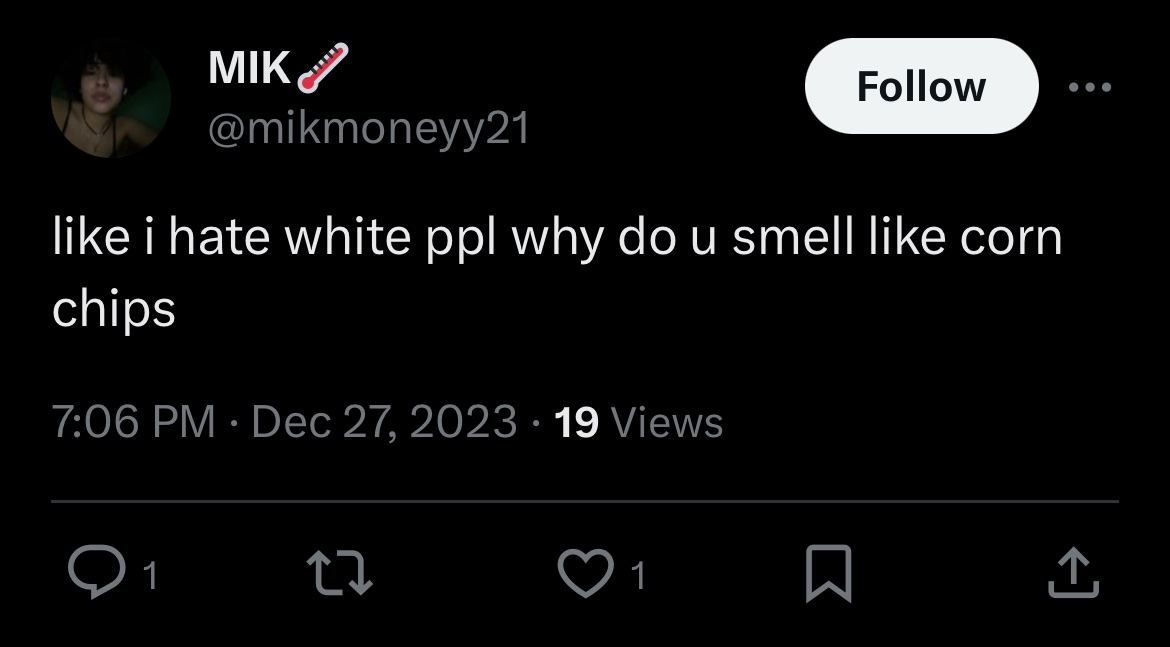 MIK🌡️
@mikmoneyy21
Follow
like i hate white ppl why do u smell like corn
chips
7:06 PM · Dec 27, 2023 · 19 Views
1
1